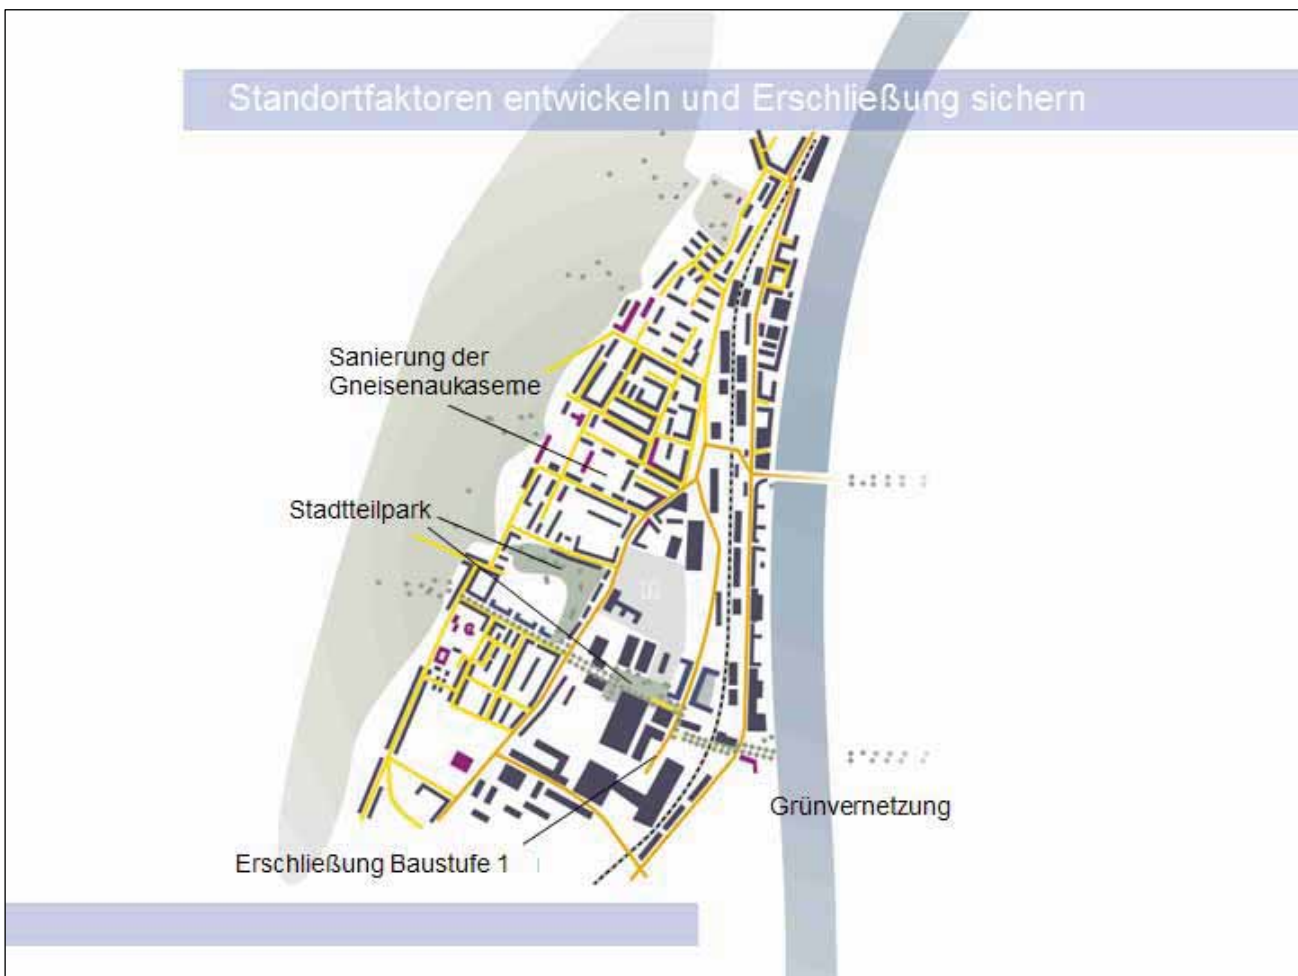 Standortfaktoren entwickeln und Erschließung sichern
Sanierung der
Gneisenaukaserne
Stadtteilpark
Grünvernetzung
Erschließung Baustufe 1